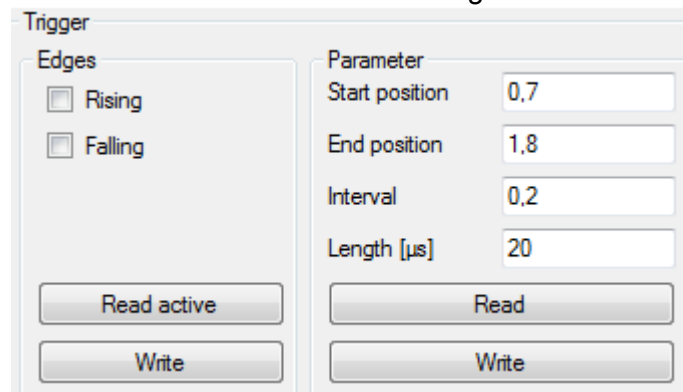 Trigger
Edges
Rising
Falling
Read active
Write
Parameter
Start position 0,7
End position 1,8
Interval 0,2
Length [µs] 20
Read
Write